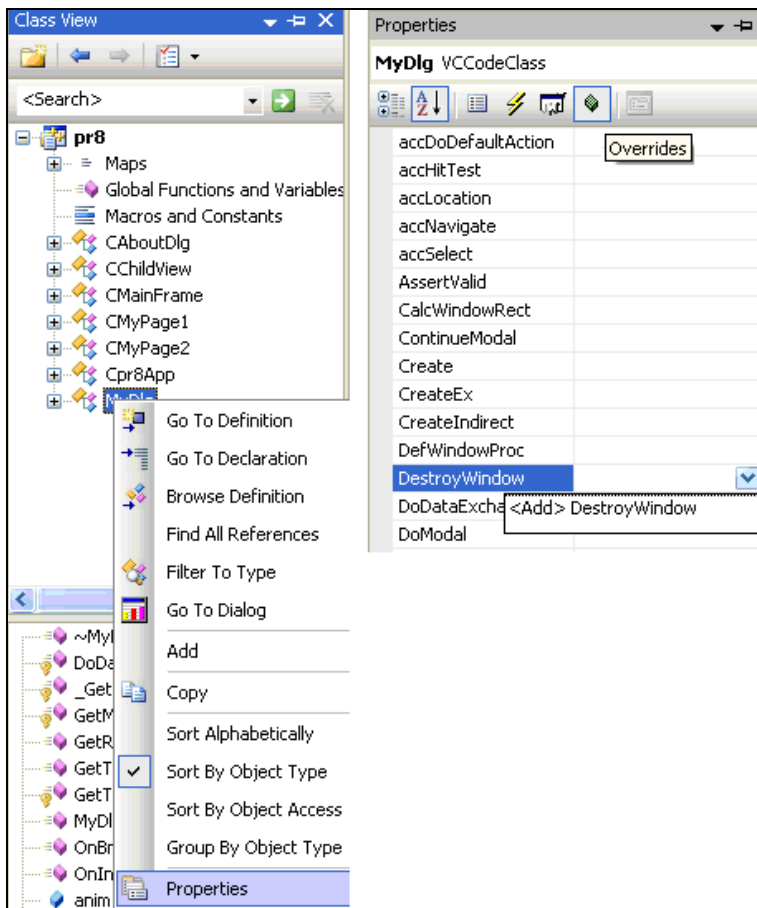 Class View
<Search>
pr8
Maps
Global Functions and Variables
Macros and Constants
CAboutDlg
CChildView
CMainFrame
CMyPage1
CMyPage2
Cpr8App
MyDlg
Go To Definition
Go To Declaration
Browse Definition
Find All References
Filter To Type
Go To Dialog
Add
Copy
Sort Alphabetically
Sort By Object Type
Sort By Object Access
Group By Object Type
Properties
~My
DoDa
_Get
GetM
GetR
GetT
GetT
MyDl
OnBr
OnIn
anim
Properties
MyDlg VCCodeClass
Overrides
accDoDefaultAction
accHitTest
accLocation
accNavigate
accSelect
AssertValid
CalcWindowRect
ContinueModal
Create
CreateEx
CreateIndirect
DefWindowProc
DestroyWindow
DoDataExcha
<Add> DestroyWindow
DoModal